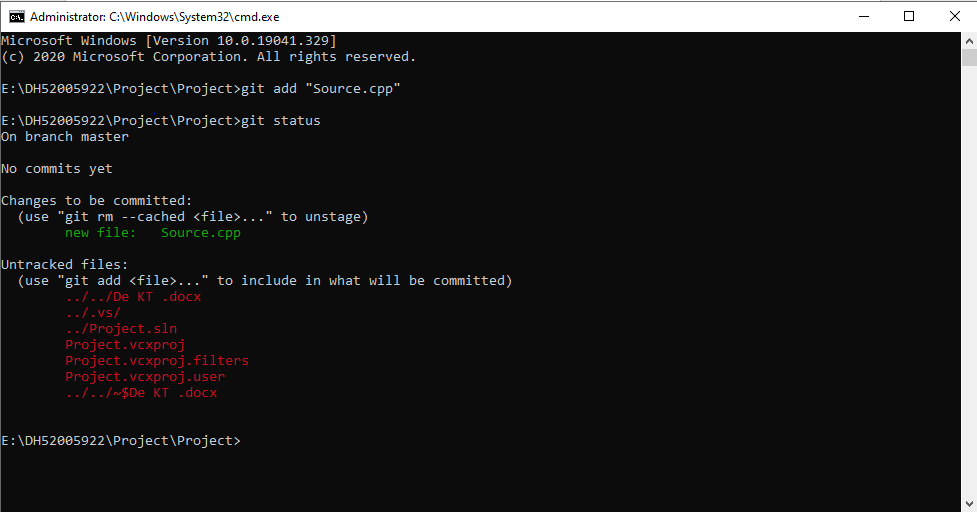 Administrator: C:\Windows\System32\cmd.exe
Microsoft Windows [Version 10.0.19041.329]
(c) 2020 Microsoft Corporation. All rights reserved.
E:\DH52005922\Project\Project>git add "Source.cpp"
E:\DH52005922\Project\Project>git status
On branch master
No commits yet
Changes to be committed:
  (use "git rm --cached <file>..." to unstage)
        new file:   Source.cpp
Untracked files:
  (use "git add <file>..." to include in what will be committed)
        ../../De KT .docx
        ../.vs/
        ../Project.sln
        Project.vcxproj
        Project.vcxproj.filters
        Project.vcxproj.user
        ../../~$De KT .docx
E:\DH52005922\Project\Project>